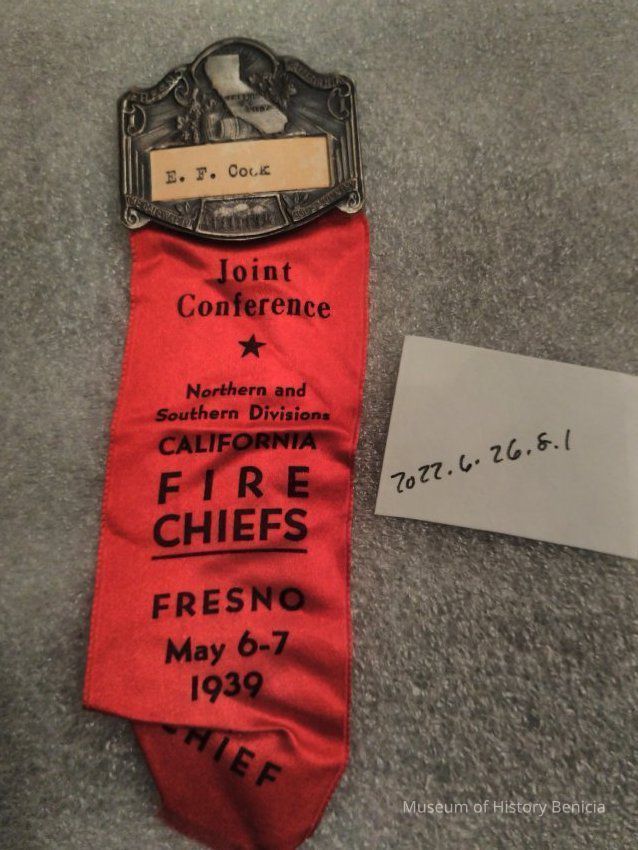 E. F. Cook
Joint
Conference
Northern and
Southern Divisions
CALIFORNIA
FIRE
CHIEFS
FRESNO
May 6-7
1939
CHIEF
2022.6.26.8.1
Museum of History Benicia